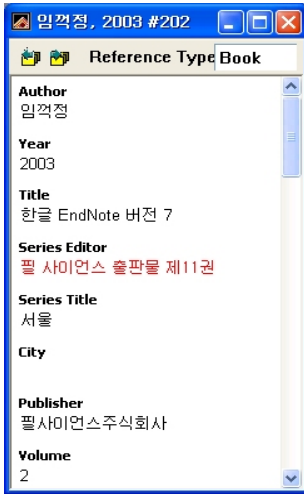 임꺽정, 2003 #202
Reference Type Book
Author
임꺽정
Year
2003
Title
한글 EndNote 버전 7
Series Editor
필 사이언스 출판물 제11권
Series Title
서울
City
Publisher
필사이언스주식회사
Volume
2